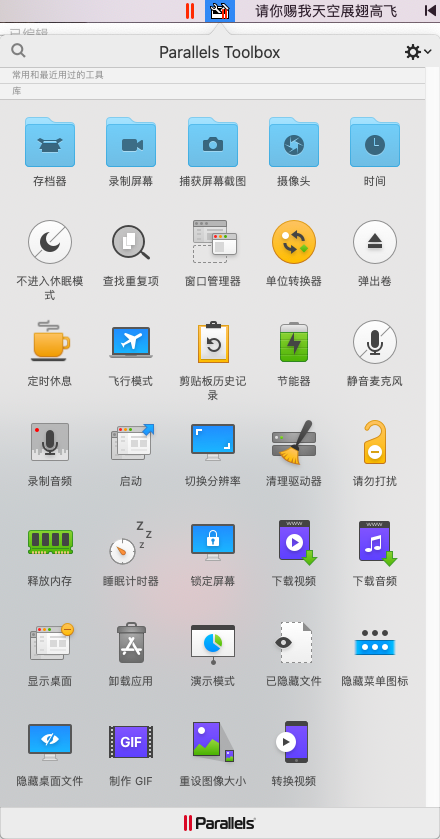 请你赐我天空展翅高飞
已编辑
Parallels Toolbox
常用和最近用过的工具
库
存档器 录制屏幕 捕获屏幕截图 摄像头 时间
不进入休眠模 查找重复项 窗口管理器 单位转换器 弹出卷
式
定时休息 飞行模式 剪贴板历史记 节能器 静音麦克风
录
录制音频 启动 切换分辨率 清理驱动器 请勿打扰
WWW WWW
释放内存 睡眠计时器 锁定屏幕 下载视频 下载音频
Z
Z
z
显示桌面 卸载应用 演示模式 已隐藏文件 隐藏菜单图标
GIF
隐藏桌面文件 制作 GIF 重设图像大小 转换视频
Parallels®